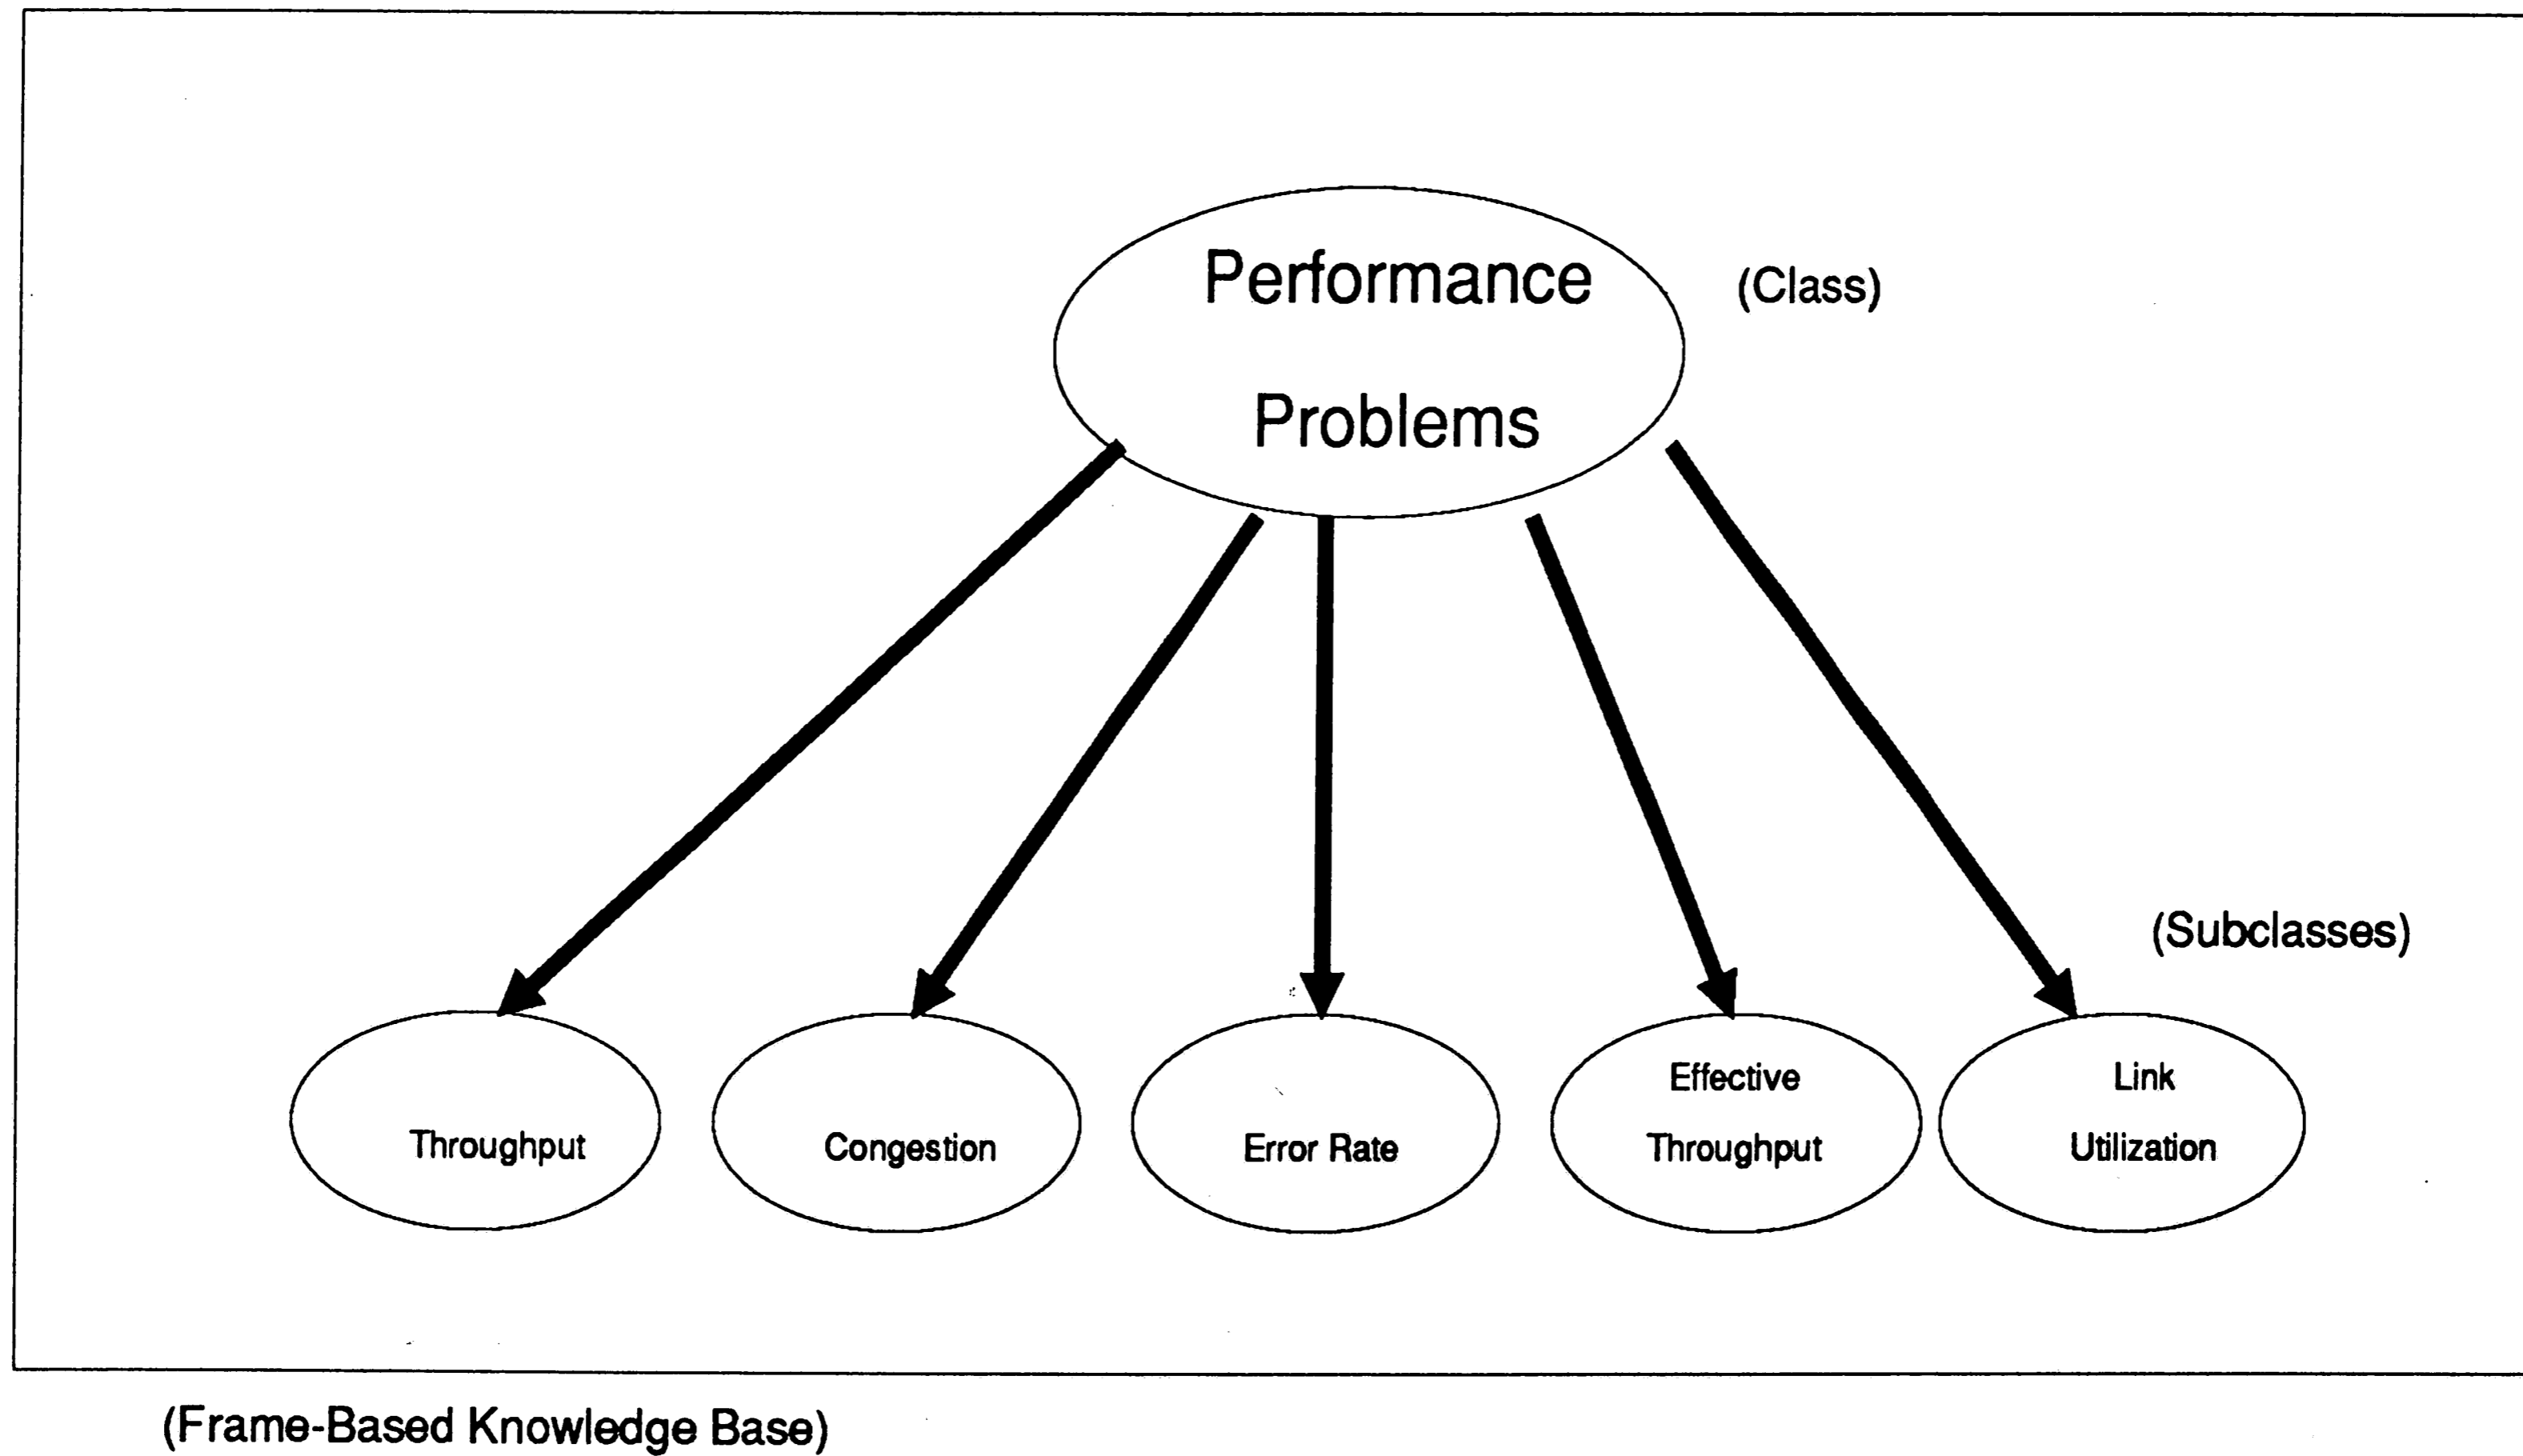 Performance
Problems
(Class)
(Subclasses)
Throughput
Congestion
Error Rate
Effective
Throughput
Link
Utilization
(Frame-Based Knowledge Base)